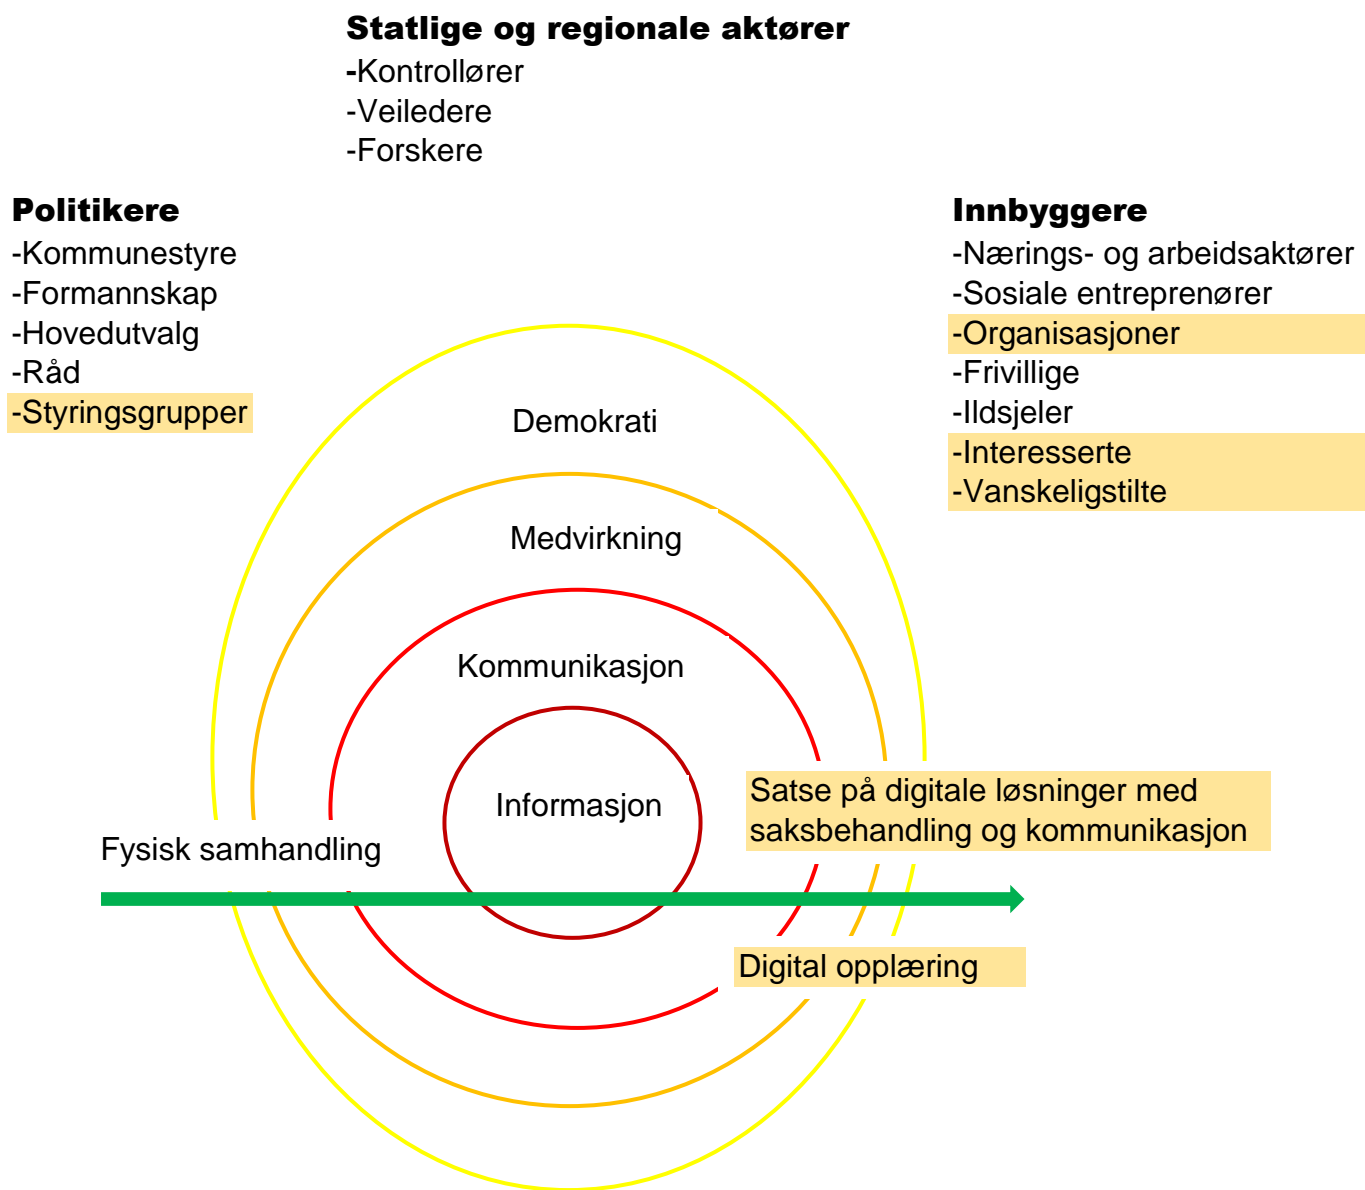 Statlige og regionale aktører
-Kontrollører
-Veiledere
-Forskere
Politikere
-Kommunestyre
-Formannskap
-Hovedutvalg
-Råd
-Styringsgrupper
Innbyggere
-Nærings- og arbeidsaktører
-Sosiale entreprenører
-Organisasjoner
-Frivillige
-Ildsjeler
-Interesserte
-Vanskeligstilte
Demokrati
Medvirkning
Kommunikasjon
Informasjon
Satse på digitale løsninger med
saksbehandling og kommunikasjon
Fysisk samhandling
Digital opplæring